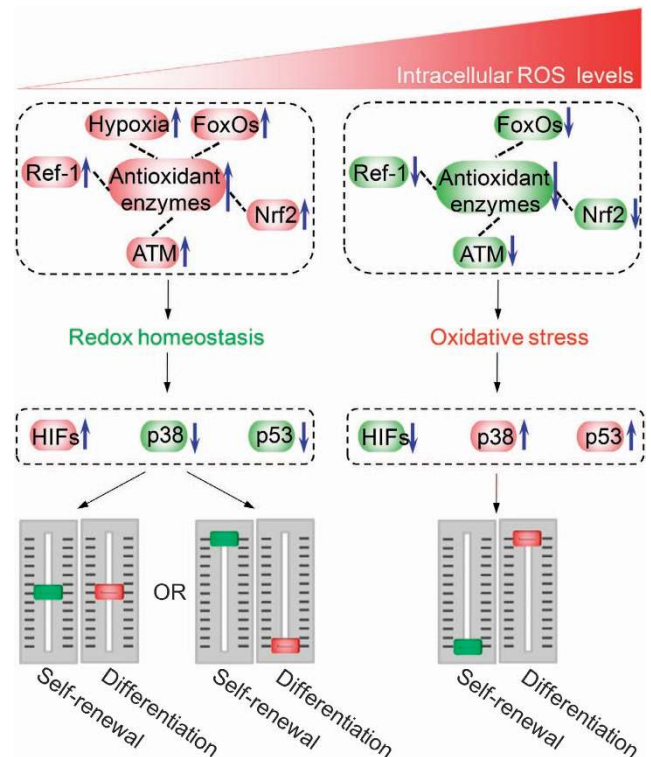 Intracellular ROS levels
Hypoxia
FoxOs
Ref-1
Antioxidant
enzymes
Nrf2
ATM
FoxOs
Ref-1
Antioxidant
enzymes
Nrf2
ATM
Redox homeostasis
Oxidative stress
HIFs
p38
p53
HIFs
p38
p53
OR
Self-renewal
Differentiation
Self-renewal
Differentiation
Self-renewal
Differentiation